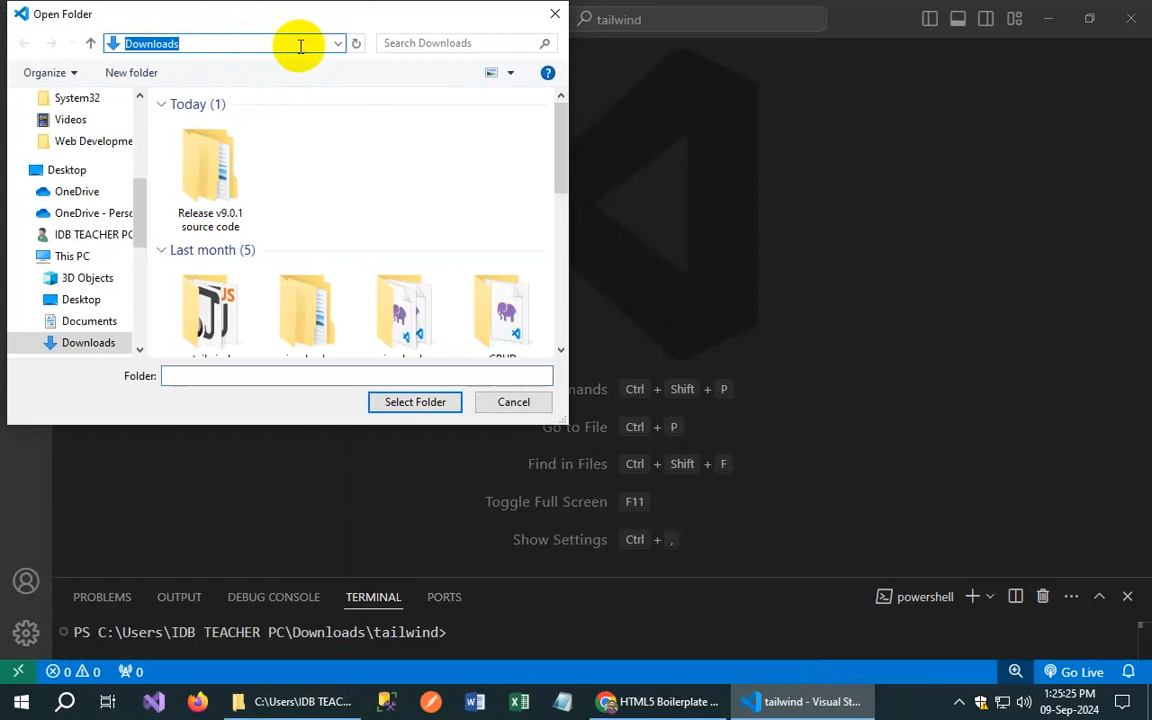 Open Folder
tailwind
Downloads
Search Downloads
Organize
New folder
System32
Videos
Web Developme
Desktop
OneDrive
OneDrive - Perso
IDB TEACHER PC
This PC
3D Objects
Desktop
Documents
Downloads
Today (1)
Release v9.0.1
source code
Last month (5)
JS
Folder:
Select Folder
Cancel
mmands Ctrl + Shift + P
Go to File Ctrl + P
Find in Files Ctrl + Shift + F
Toggle Full Screen F11
Show Settings Ctrl + ,
PROBLEMS OUTPUT DEBUG CONSOLE TERMINAL PORTS
powershell
PS C:\Users\IDB TEACHER PC\Downloads\tailwind>
0 0 0
Go Live
C:\Users\IDB TEAC...
HTML5 Boilerplate ...
tailwind - Visual St...
1:25:25 PM
09-Sep-2024